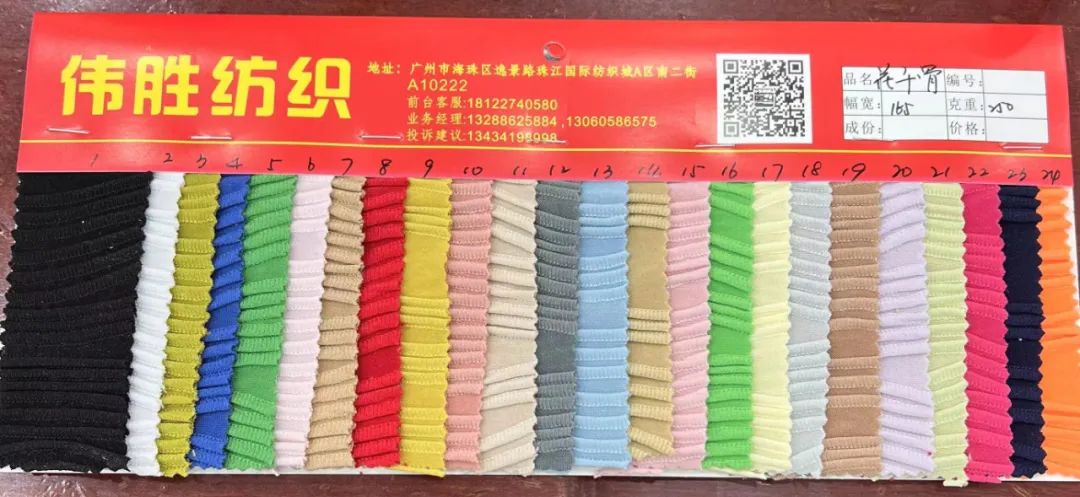 伟胜纺织
地址：广州市海珠区逸景路珠江国际纺织城A区南二街
A10222
前台客服:18122740580
业务经理:13288625884 ,13060586575
投诉建议:13434198998
品名 花车骨 编号:
幅宽: 165 克重: 250
成份: 价格:
1 2 3 4 5 6 7 8 9 10 11 12 13 14 15 16 17 18 19 20 21 22 23 24